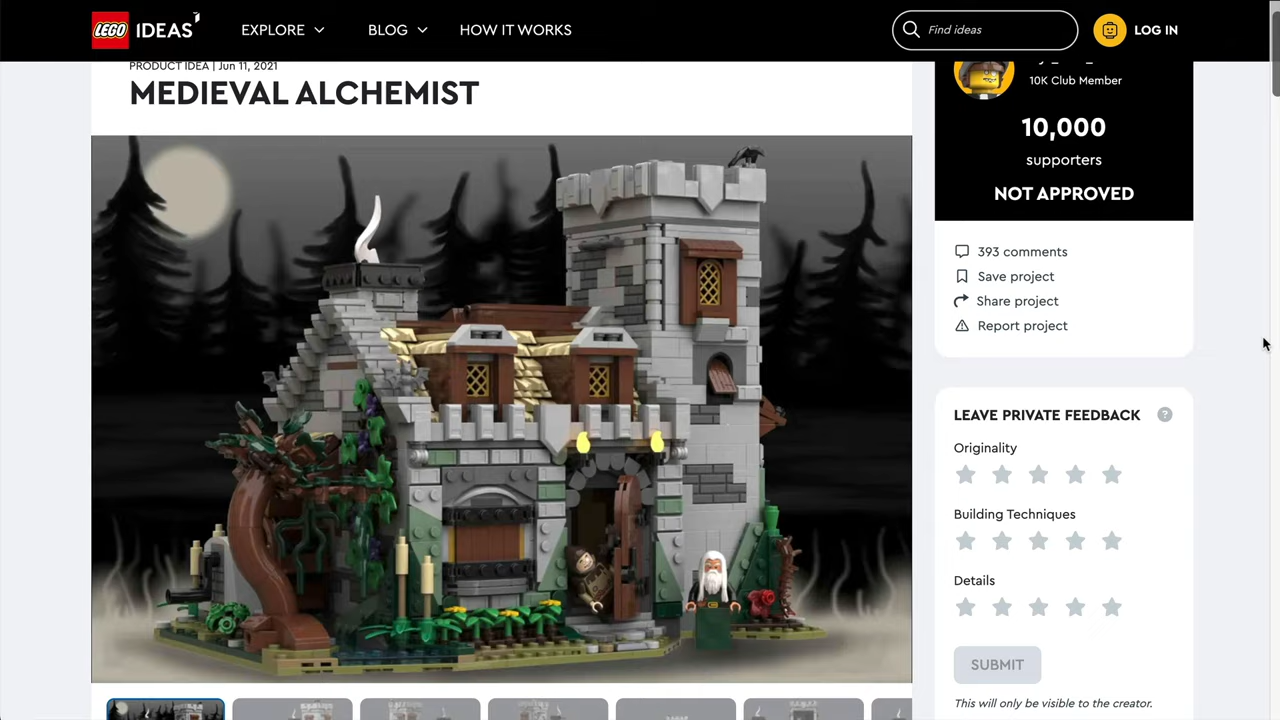 LEGO IDEAS EXPLORE BLOG HOW IT WORKS Find ideas LOG IN
PRODUCT IDEA | Jun 11, 2021
MEDIEVAL ALCHEMIST
10K Club Member
10,000
supporters
NOT APPROVED
393 comments
Save project
Share project
Report project
LEAVE PRIVATE FEEDBACK ?
Originality
Building Techniques
Details
SUBMIT
This will only be visible to the creator.